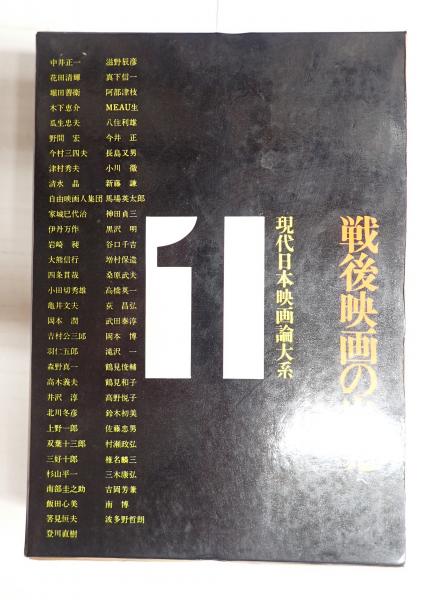 戦後映画の
現代日本映画論大系
1
中井正一 滋野辰彦
花田清輝 真下信一
堀田善衛 阿部津枝
木下恵介 MEAU生
瓜生忠夫 八住利雄
野間 宏 今井 正
今村三四夫 長島又男
津村秀夫 小川 徹
清水 晶 新藤 謙
自由映画人集団 馬場英太郎
家城巳代治 神田貞三
伊丹万作 黒沢 明
岩崎 昶 谷口千吉
大熊信行 増村保造
四条貫哉 桑原武夫
小田切秀雄 高橋英一
亀井文夫 荻 昌弘
岡本 潤 武田泰淳
吉村公三郎 岡本 博
羽仁五郎 滝沢 一
森野真一 鶴見俊輔
高木義夫 鶴見和子
井沢 淳 高野悦子
北川冬彦 鈴木初美
上野一郎 佐藤忠男
双葉十三郎 村瀬政弘
三好十郎 椎名麟三
杉山平一 三木康弘
南部圭之助 吉岡芳兼
飯田心美 南 博
筈見恒夫 波多野哲朗
登川直樹